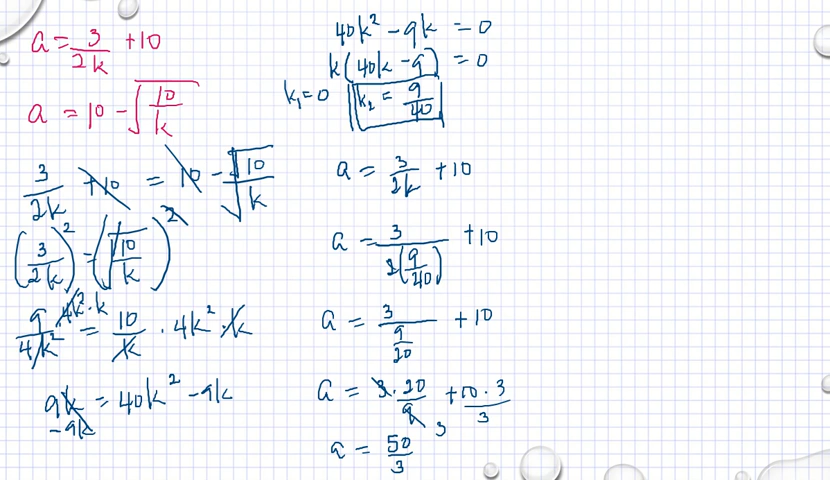 a = 3/2k + 10
a = 10 - √(10/k)
3/2k + 10 = 10 - √10/√k
(3/2k)² = (√(10/k))²
9/4k² · 4k² · k = 10/k · 4k² · k
9k = 40k² - 9k
-9k
40k² - 9k = 0
k(40k - 9) = 0
k₁ = 0 k₂ = 9/40
a = 3/2k + 10
a = 3/2(9/40) + 10
a = 3/(9/20) + 10
a = 3 · 20/9 3 + 10 · 3/3
a = 50/3